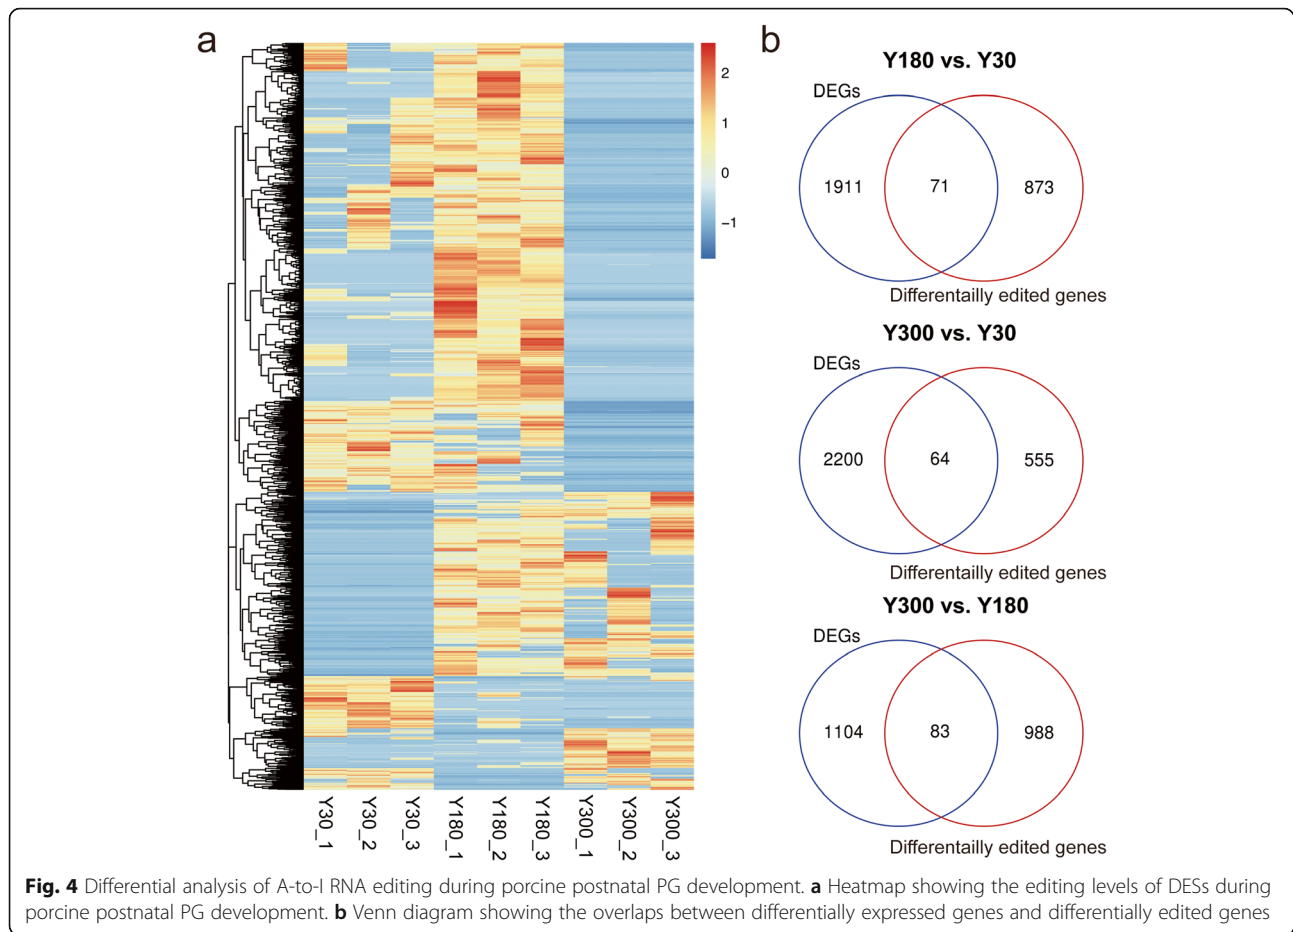 a
2
1
0
−1
Y30_1
Y30_2
Y30_3
Y180_1
Y180_2
Y180_3
Y300_1
Y300_2
Y300_3
b
Y180 vs. Y30
DEGs
1911 71 873
Differentailly edited genes
Y300 vs. Y30
DEGs
2200 64 555
Differentailly edited genes
Y300 vs. Y180
DEGs
1104 83 988
Differentailly edited genes
Fig. 4 Differential analysis of A-to-I RNA editing during porcine postnatal PG development. a Heatmap showing the editing levels of DESs during
porcine postnatal PG development. b Venn diagram showing the overlaps between differentially expressed genes and differentially edited genes